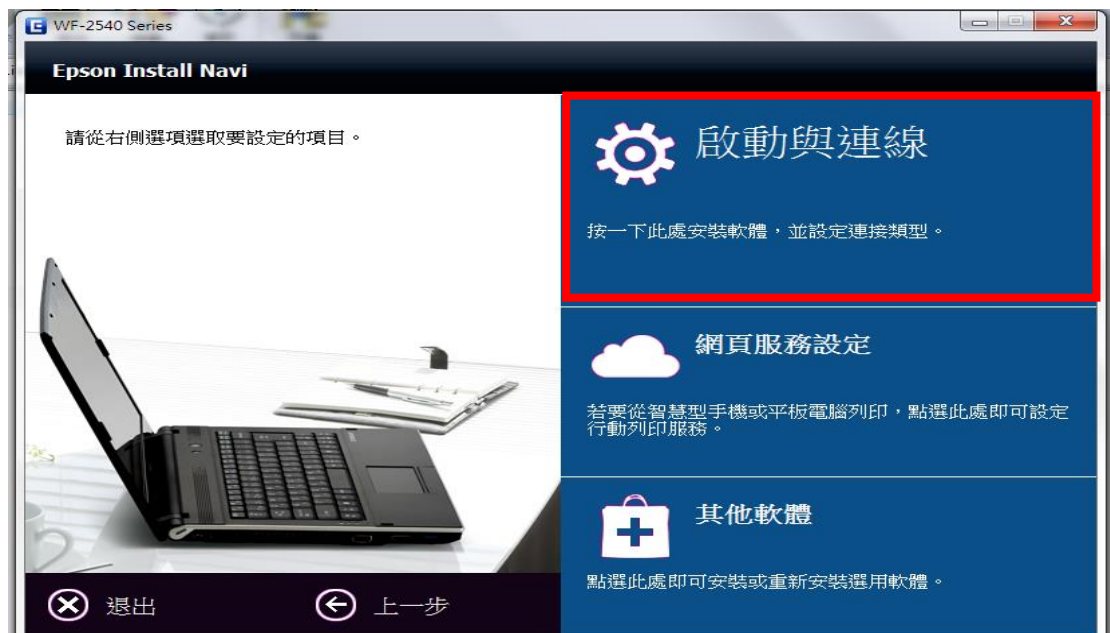 WF-2540 Series
Epson Install Navi
請從右側選項選取要設定的項目。
啟動與連線
按一下此處安裝軟體，並設定連接類型。
網頁服務設定
若要從智慧型手機或平板電腦列印，點選此處即可設定
行動列印服務。
其他軟體
點選此處即可安裝或重新安裝選用軟體。
退出
上一步